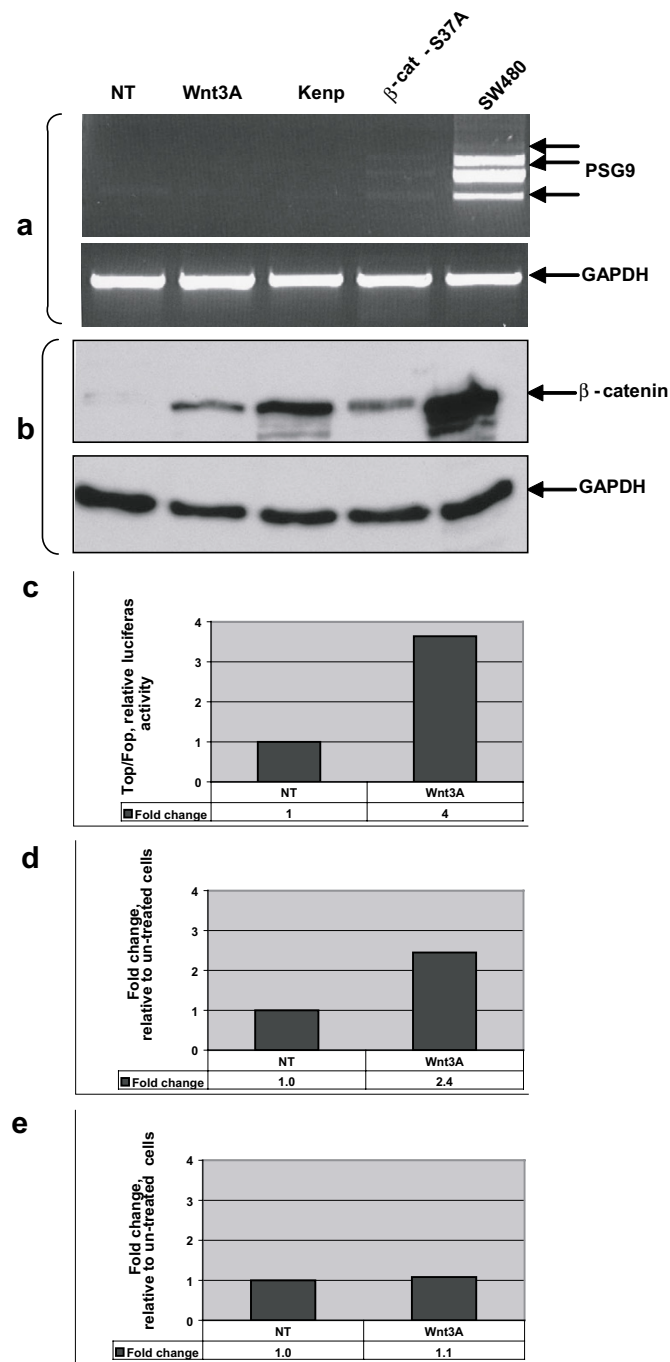 NT Wnt3A Kenp β-cat - S37A SW480
a
PSG9
GAPDH
b
β-catenin
GAPDH
c
Top/Fop, relative luciferas
activity
4
3
2
1
0
NT Wnt3A
Fold change 1 4
d
Fold change,
relative to un-treated cells
4
3
2
1
0
NT Wnt3A
Fold change 1.0 2.4
e
Fold change,
relative to un-treated cells
4
3
2
1
0
NT Wnt3A
Fold change 1.0 1.1